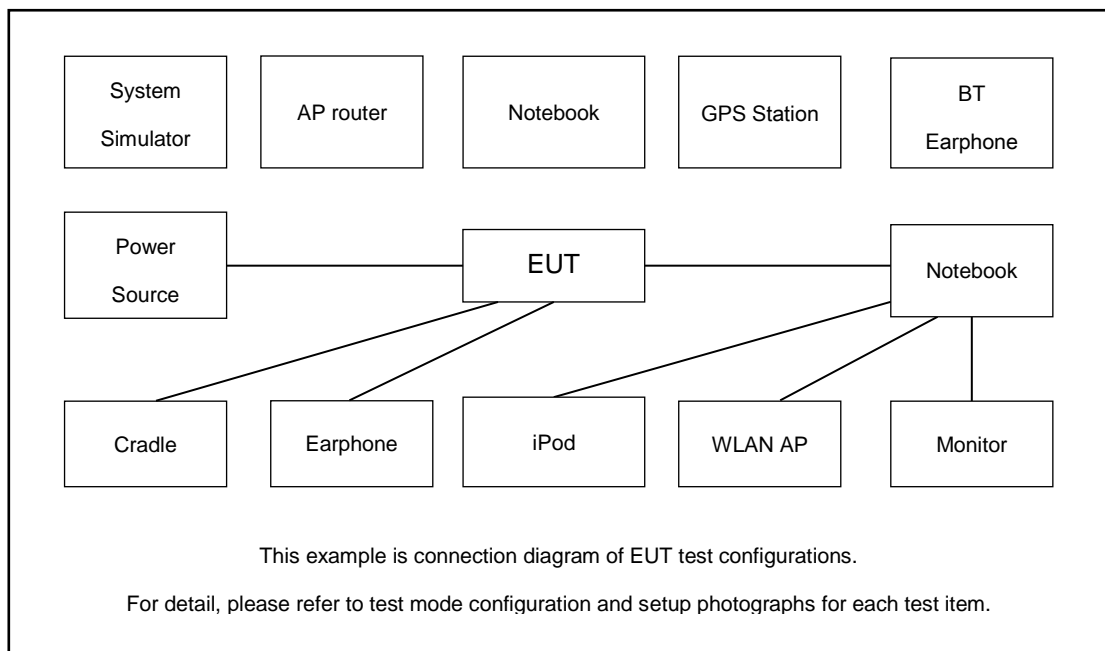 System
Simulator
AP router
Notebook
GPS Station
BT
Earphone
Power
Source
EUT
Notebook
Cradle
Earphone
iPod
WLAN AP
Monitor
This example is connection diagram of EUT test configurations.
For detail, please refer to test mode configuration and setup photographs for each test item.